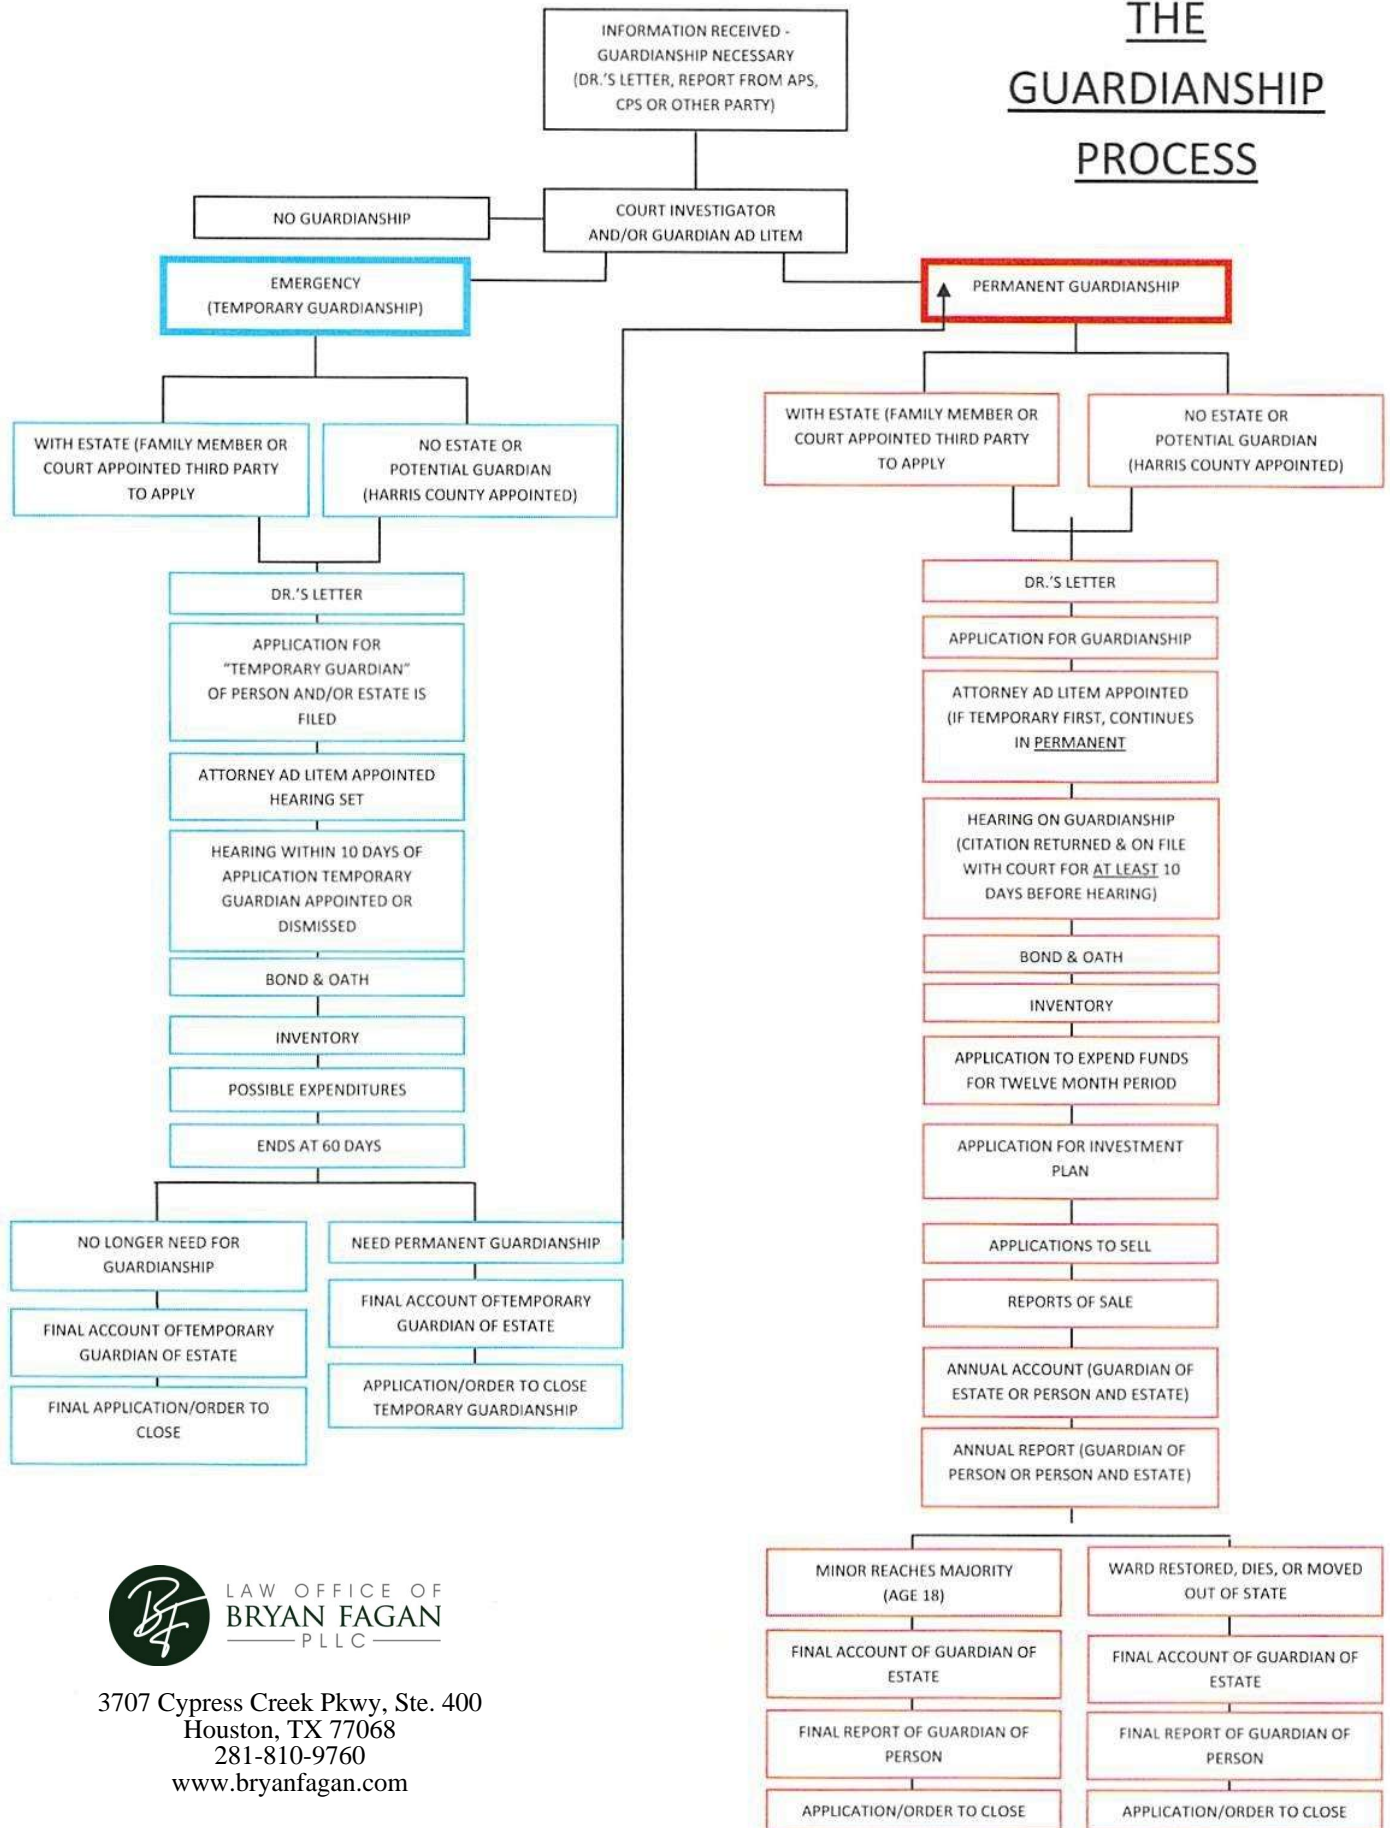 THE
GUARDIANSHIP
PROCESS
INFORMATION RECEIVED -
GUARDIANSHIP NECESSARY
(DR.'S LETTER, REPORT FROM APS,
CPS OR OTHER PARTY)
NO GUARDIANSHIP
COURT INVESTIGATOR
AND/OR GUARDIAN AD LITEM
EMERGENCY
(TEMPORARY GUARDIANSHIP)
PERMANENT GUARDIANSHIP
WITH ESTATE (FAMILY MEMBER OR
COURT APPOINTED THIRD PARTY
TO APPLY
NO ESTATE OR
POTENTIAL GUARDIAN
(HARRIS COUNTY APPOINTED)
DR.'S LETTER
APPLICATION FOR
"TEMPORARY GUARDIAN"
OF PERSON AND/OR ESTATE IS
FILED
ATTORNEY AD LITEM APPOINTED
HEARING SET
HEARING WITHIN 10 DAYS OF
APPLICATION TEMPORARY
GUARDIAN APPOINTED OR
DISMISSED
BOND & OATH
INVENTORY
POSSIBLE EXPENDITURES
ENDS AT 60 DAYS
NO LONGER NEED FOR
GUARDIANSHIP
FINAL ACCOUNT OFTEMPORARY
GUARDIAN OF ESTATE
FINAL APPLICATION/ORDER TO
CLOSE
NEED PERMANENT GUARDIANSHIP
FINAL ACCOUNT OFTEMPORARY
GUARDIAN OF ESTATE
APPLICATION/ORDER TO CLOSE
TEMPORARY GUARDIANSHIP
WITH ESTATE (FAMILY MEMBER OR
COURT APPOINTED THIRD PARTY
TO APPLY
NO ESTATE OR
POTENTIAL GUARDIAN
(HARRIS COUNTY APPOINTED)
DR.'S LETTER
APPLICATION FOR GUARDIANSHIP
ATTORNEY AD LITEM APPOINTED
(IF TEMPORARY FIRST, CONTINUES
IN PERMANENT
HEARING ON GUARDIANSHIP
(CITATION RETURNED & ON FILE
WITH COURT FOR AT LEAST 10
DAYS BEFORE HEARING)
BOND & OATH
INVENTORY
APPLICATION TO EXPEND FUNDS
FOR TWELVE MONTH PERIOD
APPLICATION FOR INVESTMENT
PLAN
APPLICATIONS TO SELL
REPORTS OF SALE
ANNUAL ACCOUNT (GUARDIAN OF
ESTATE OR PERSON AND ESTATE)
ANNUAL REPORT (GUARDIAN OF
PERSON OR PERSON AND ESTATE)
MINOR REACHES MAJORITY
(AGE 18)
FINAL ACCOUNT OF GUARDIAN OF
ESTATE
FINAL REPORT OF GUARDIAN OF
PERSON
APPLICATION/ORDER TO CLOSE
WARD RESTORED, DIES, OR MOVED
OUT OF STATE
FINAL ACCOUNT OF GUARDIAN OF
ESTATE
FINAL REPORT OF GUARDIAN OF
PERSON
APPLICATION/ORDER TO CLOSE
BF
LAW OFFICE OF
BRYAN FAGAN
PLLC
3707 Cypress Creek Pkwy, Ste. 400
Houston, TX 77068
281-810-9760
www.bryanfagan.com